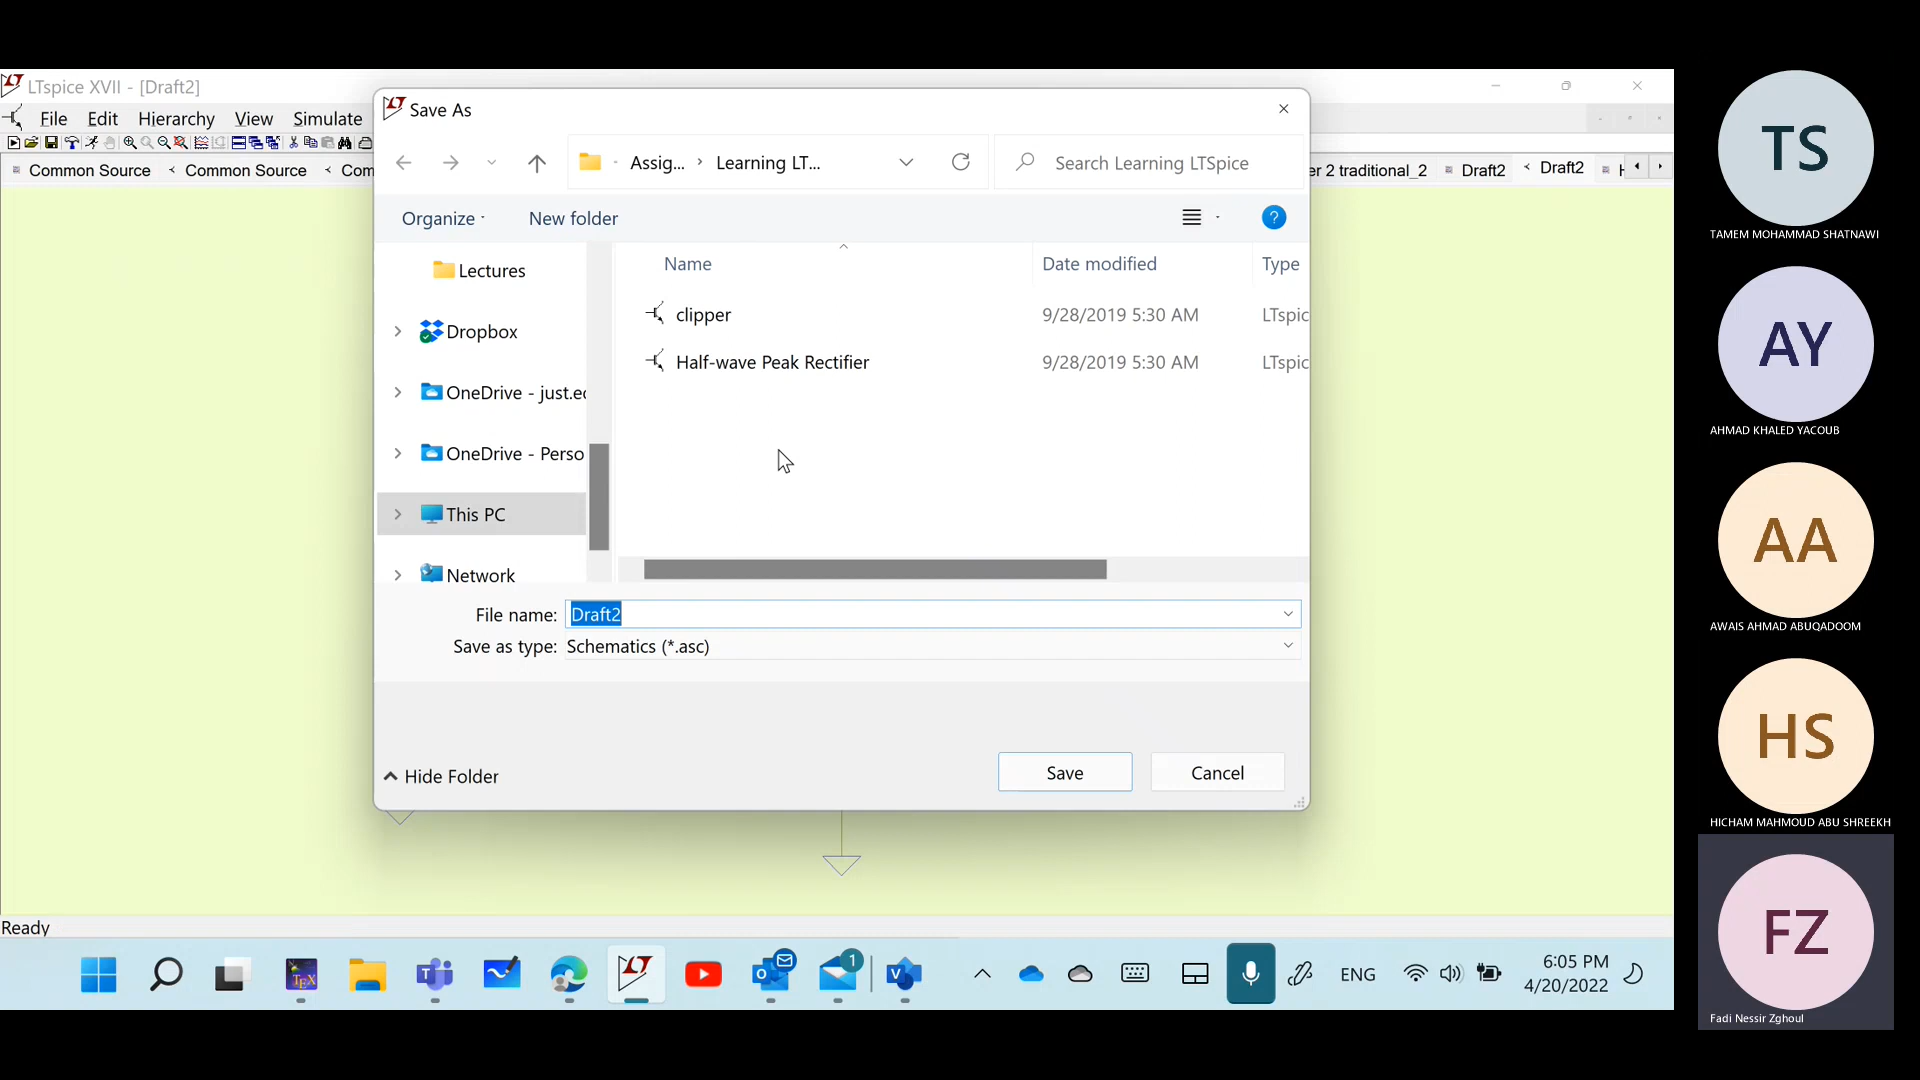 LTspice XVII - [Draft2]
File Edit Hierarchy View Simulate
Common Source Common Source Com
er 2 traditional_2 Draft2 Draft2
Save As
Assig... Learning LT...
Search Learning LTSpice
Organize New folder
Lectures
Dropbox
OneDrive - just.ed
OneDrive - Perso
This PC
Network
Name Date modified Type
clipper 9/28/2019 5:30 AM LTspic
Half-wave Peak Rectifier 9/28/2019 5:30 AM LTspic
File name: Draft2
Save as type: Schematics (*.asc)
Hide Folder
Save Cancel
Ready
TEX
1
ENG
6:05 PM
4/20/2022
TS
TAMEM MOHAMMAD SHATNAWI
AY
AHMAD KHALED YACOUB
AA
AWAIS AHMAD ABUQADOOM
HS
HICHAM MAHMOUD ABU SHREEKH
FZ
Fadi Nessir Zghoul